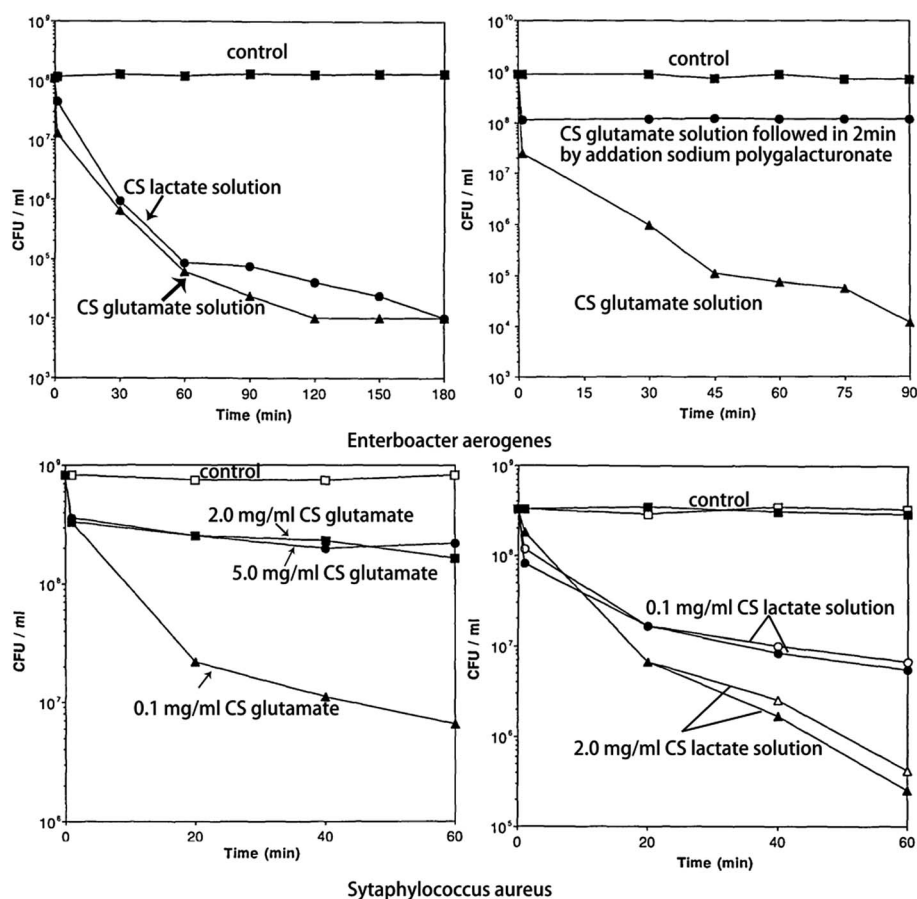 10⁹
10⁸
10⁷
10⁶
10⁵
10⁴
10³
CFU / ml
control
CS lactate solution
CS glutamate solution
0 30 60 90 120 150 180
Time (min)
10¹⁰
10⁹
10⁸
10⁷
10⁶
10⁵
10⁴
10³
CFU / ml
control
CS glutamate solution followed in 2min
by addation sodium polygalacturonate
CS glutamate solution
0 15 30 45 60 75 90
Time (min)
Enterboacter aerogenes
10⁹
10⁸
10⁷
10⁶
CFU / ml
control
2.0 mg/ml CS glutamate
5.0 mg/ml CS glutamate
0.1 mg/ml CS glutamate
0 20 40 60
Time (min)
10⁹
10⁸
10⁷
10⁶
10⁵
CFU / ml
control
0.1 mg/ml CS lactate solution
2.0 mg/ml CS lactate solution
0 20 40 60
Time (min)
Sytaphylococcus aureus